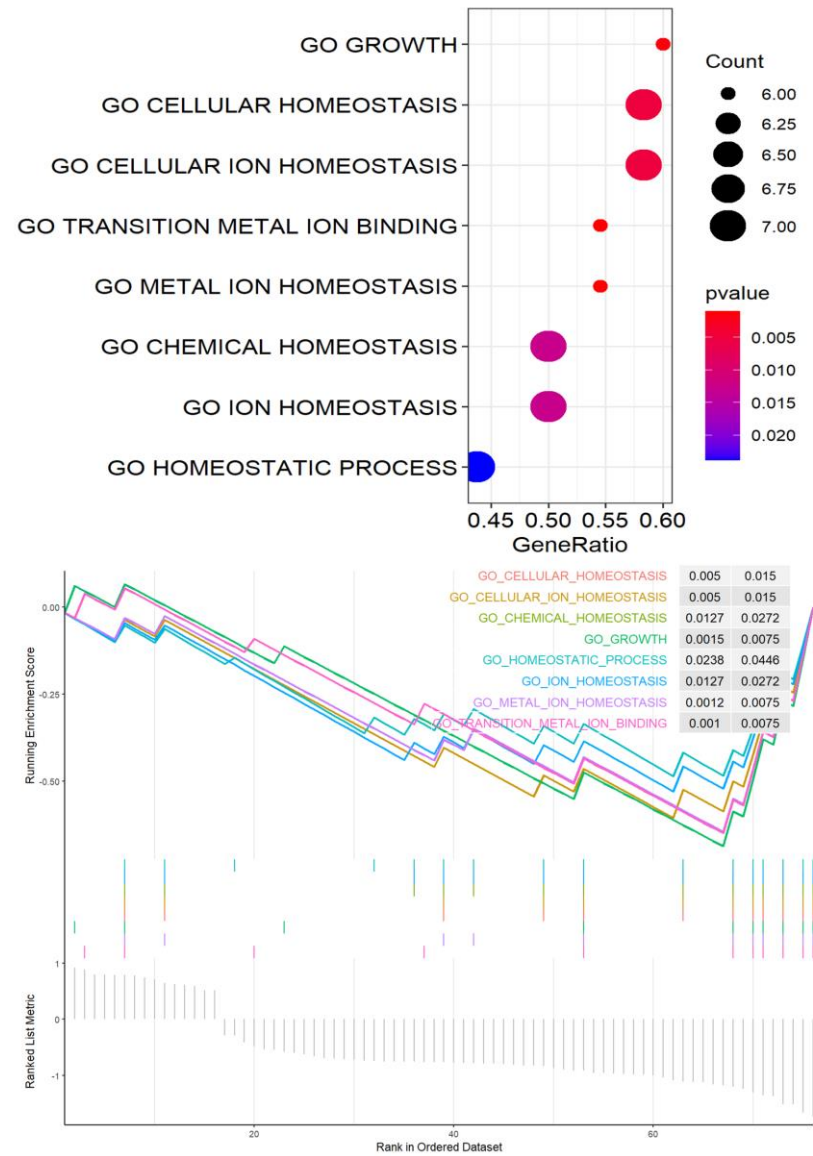 GO GROWTH
GO CELLULAR HOMEOSTASIS
GO CELLULAR ION HOMEOSTASIS
GO TRANSITION METAL ION BINDING
GO METAL ION HOMEOSTASIS
GO CHEMICAL HOMEOSTASIS
GO ION HOMEOSTASIS
GO HOMEOSTATIC PROCESS
0.45 0.50 0.55 0.60
GeneRatio
Count
6.00
6.25
6.50
6.75
7.00
pvalue
0.005
0.010
0.015
0.020
GO_CELLULAR_HOMEOSTASIS 0.005 0.015
GO_CELLULAR_ION_HOMEOSTASIS 0.005 0.015
GO_CHEMICAL_HOMEOSTASIS 0.0127 0.0272
GO_GROWTH 0.0015 0.0075
GO_HOMEOSTATIC_PROCESS 0.0238 0.0446
GO_ION_HOMEOSTASIS 0.0127 0.0272
GO_METAL_ION_HOMEOSTASIS 0.0012 0.0075
GO_TRANSITION_METAL_ION_BINDING 0.001 0.0075
Running Enrichment Score
0.00
-0.25
-0.50
Ranked List Metric
1
0
-1
20 40 60
Rank in Ordered Dataset